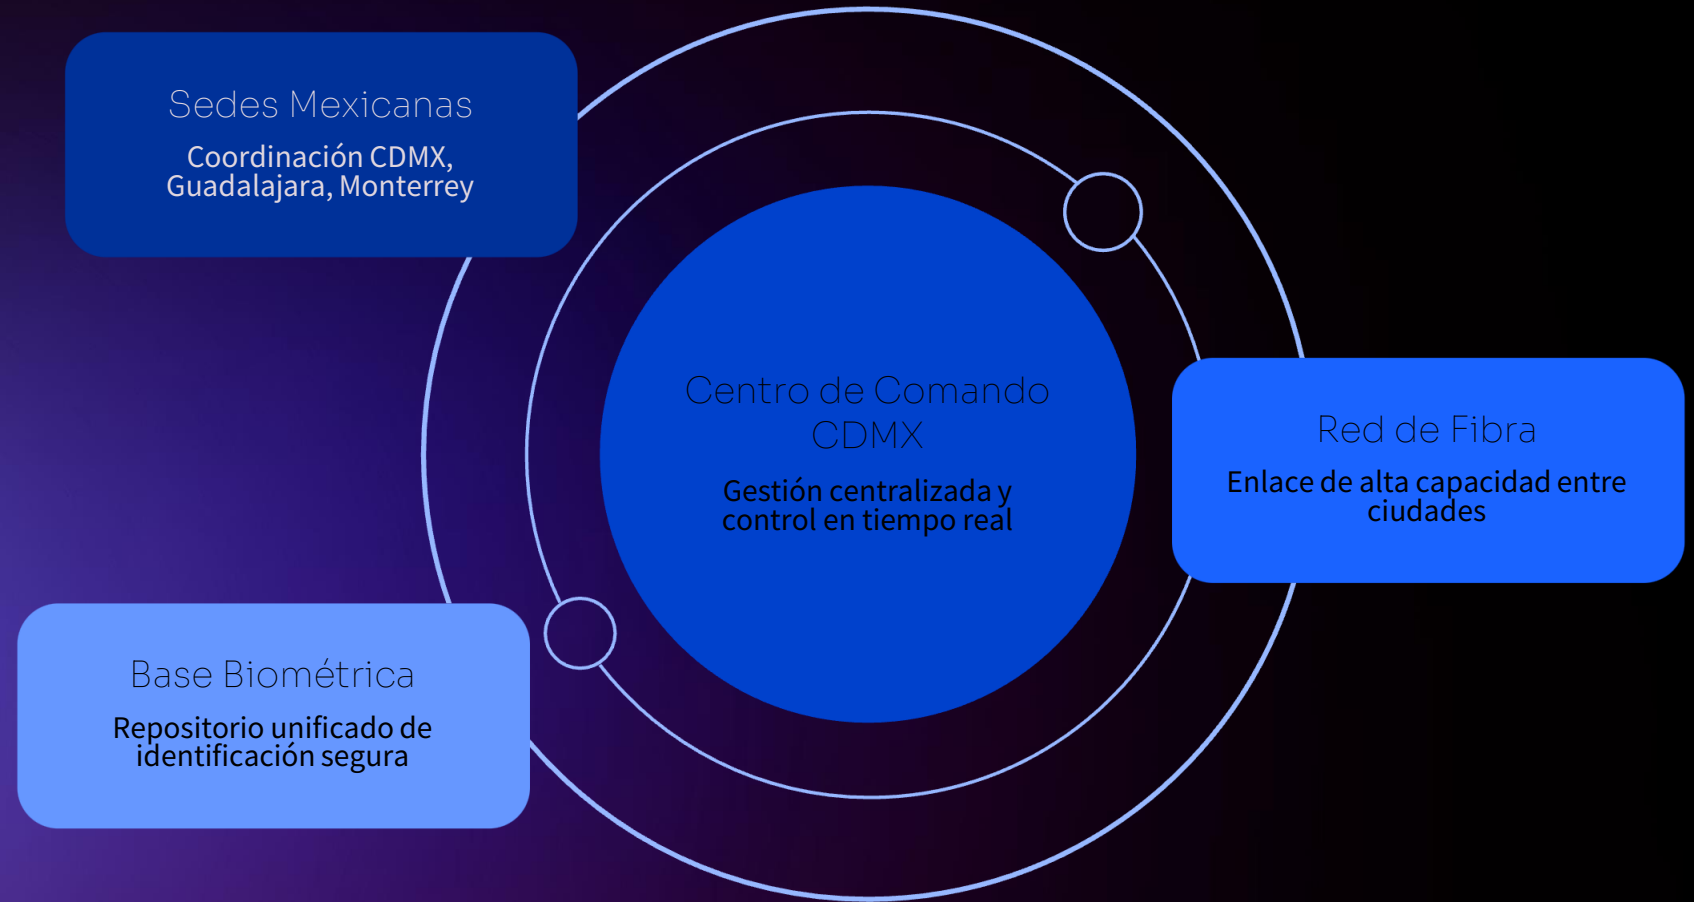 Sedes Mexicanas
Coordinación CDMX,
Guadalajara, Monterrey
Centro de Comando
CDMX
Gestión centralizada y
control en tiempo real
Red de Fibra
Enlace de alta capacidad entre
ciudades
Base Biométrica
Repositorio unificado de
identificación segura